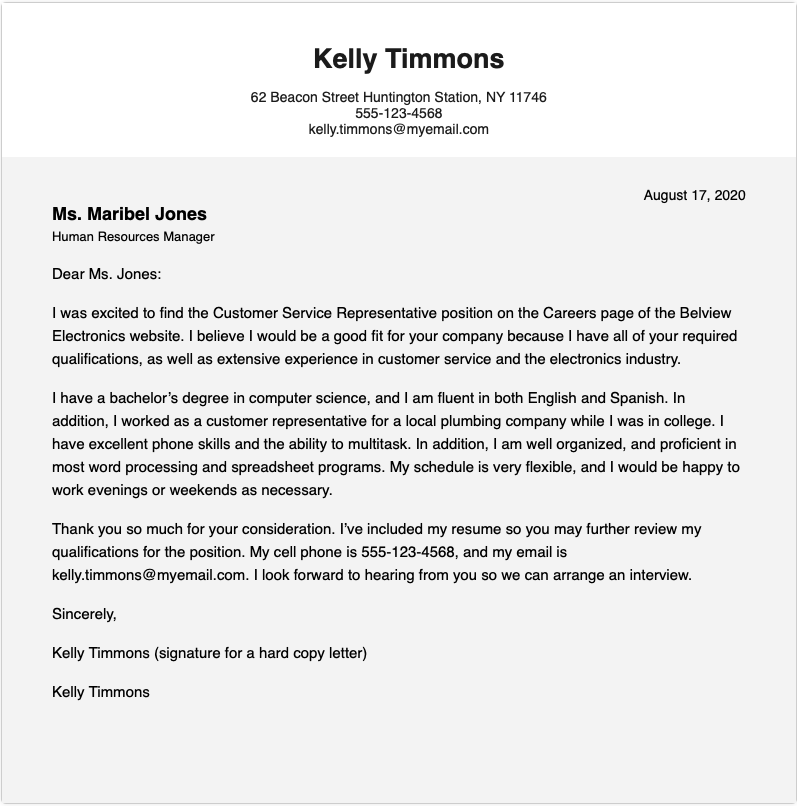 Kelly Timmons
62 Beacon Street Huntington Station, NY 11746
555-123-4568
kelly.timmons@myemail.com
August 17, 2020
Ms. Maribel Jones
Human Resources Manager
Dear Ms. Jones:
I was excited to find the Customer Service Representative position on the Careers page of the Belview
Electronics website. I believe I would be a good fit for your company because I have all of your required
qualifications, as well as extensive experience in customer service and the electronics industry.
I have a bachelor’s degree in computer science, and I am fluent in both English and Spanish. In
addition, I worked as a customer representative for a local plumbing company while I was in college. I
have excellent phone skills and the ability to multitask. In addition, I am well organized, and proficient in
most word processing and spreadsheet programs. My schedule is very flexible, and I would be happy to
work evenings or weekends as necessary.
Thank you so much for your consideration. I’ve included my resume so you may further review my
qualifications for the position. My cell phone is 555-123-4568, and my email is
kelly.timmons@myemail.com. I look forward to hearing from you so we can arrange an interview.
Sincerely,
Kelly Timmons (signature for a hard copy letter)
Kelly Timmons